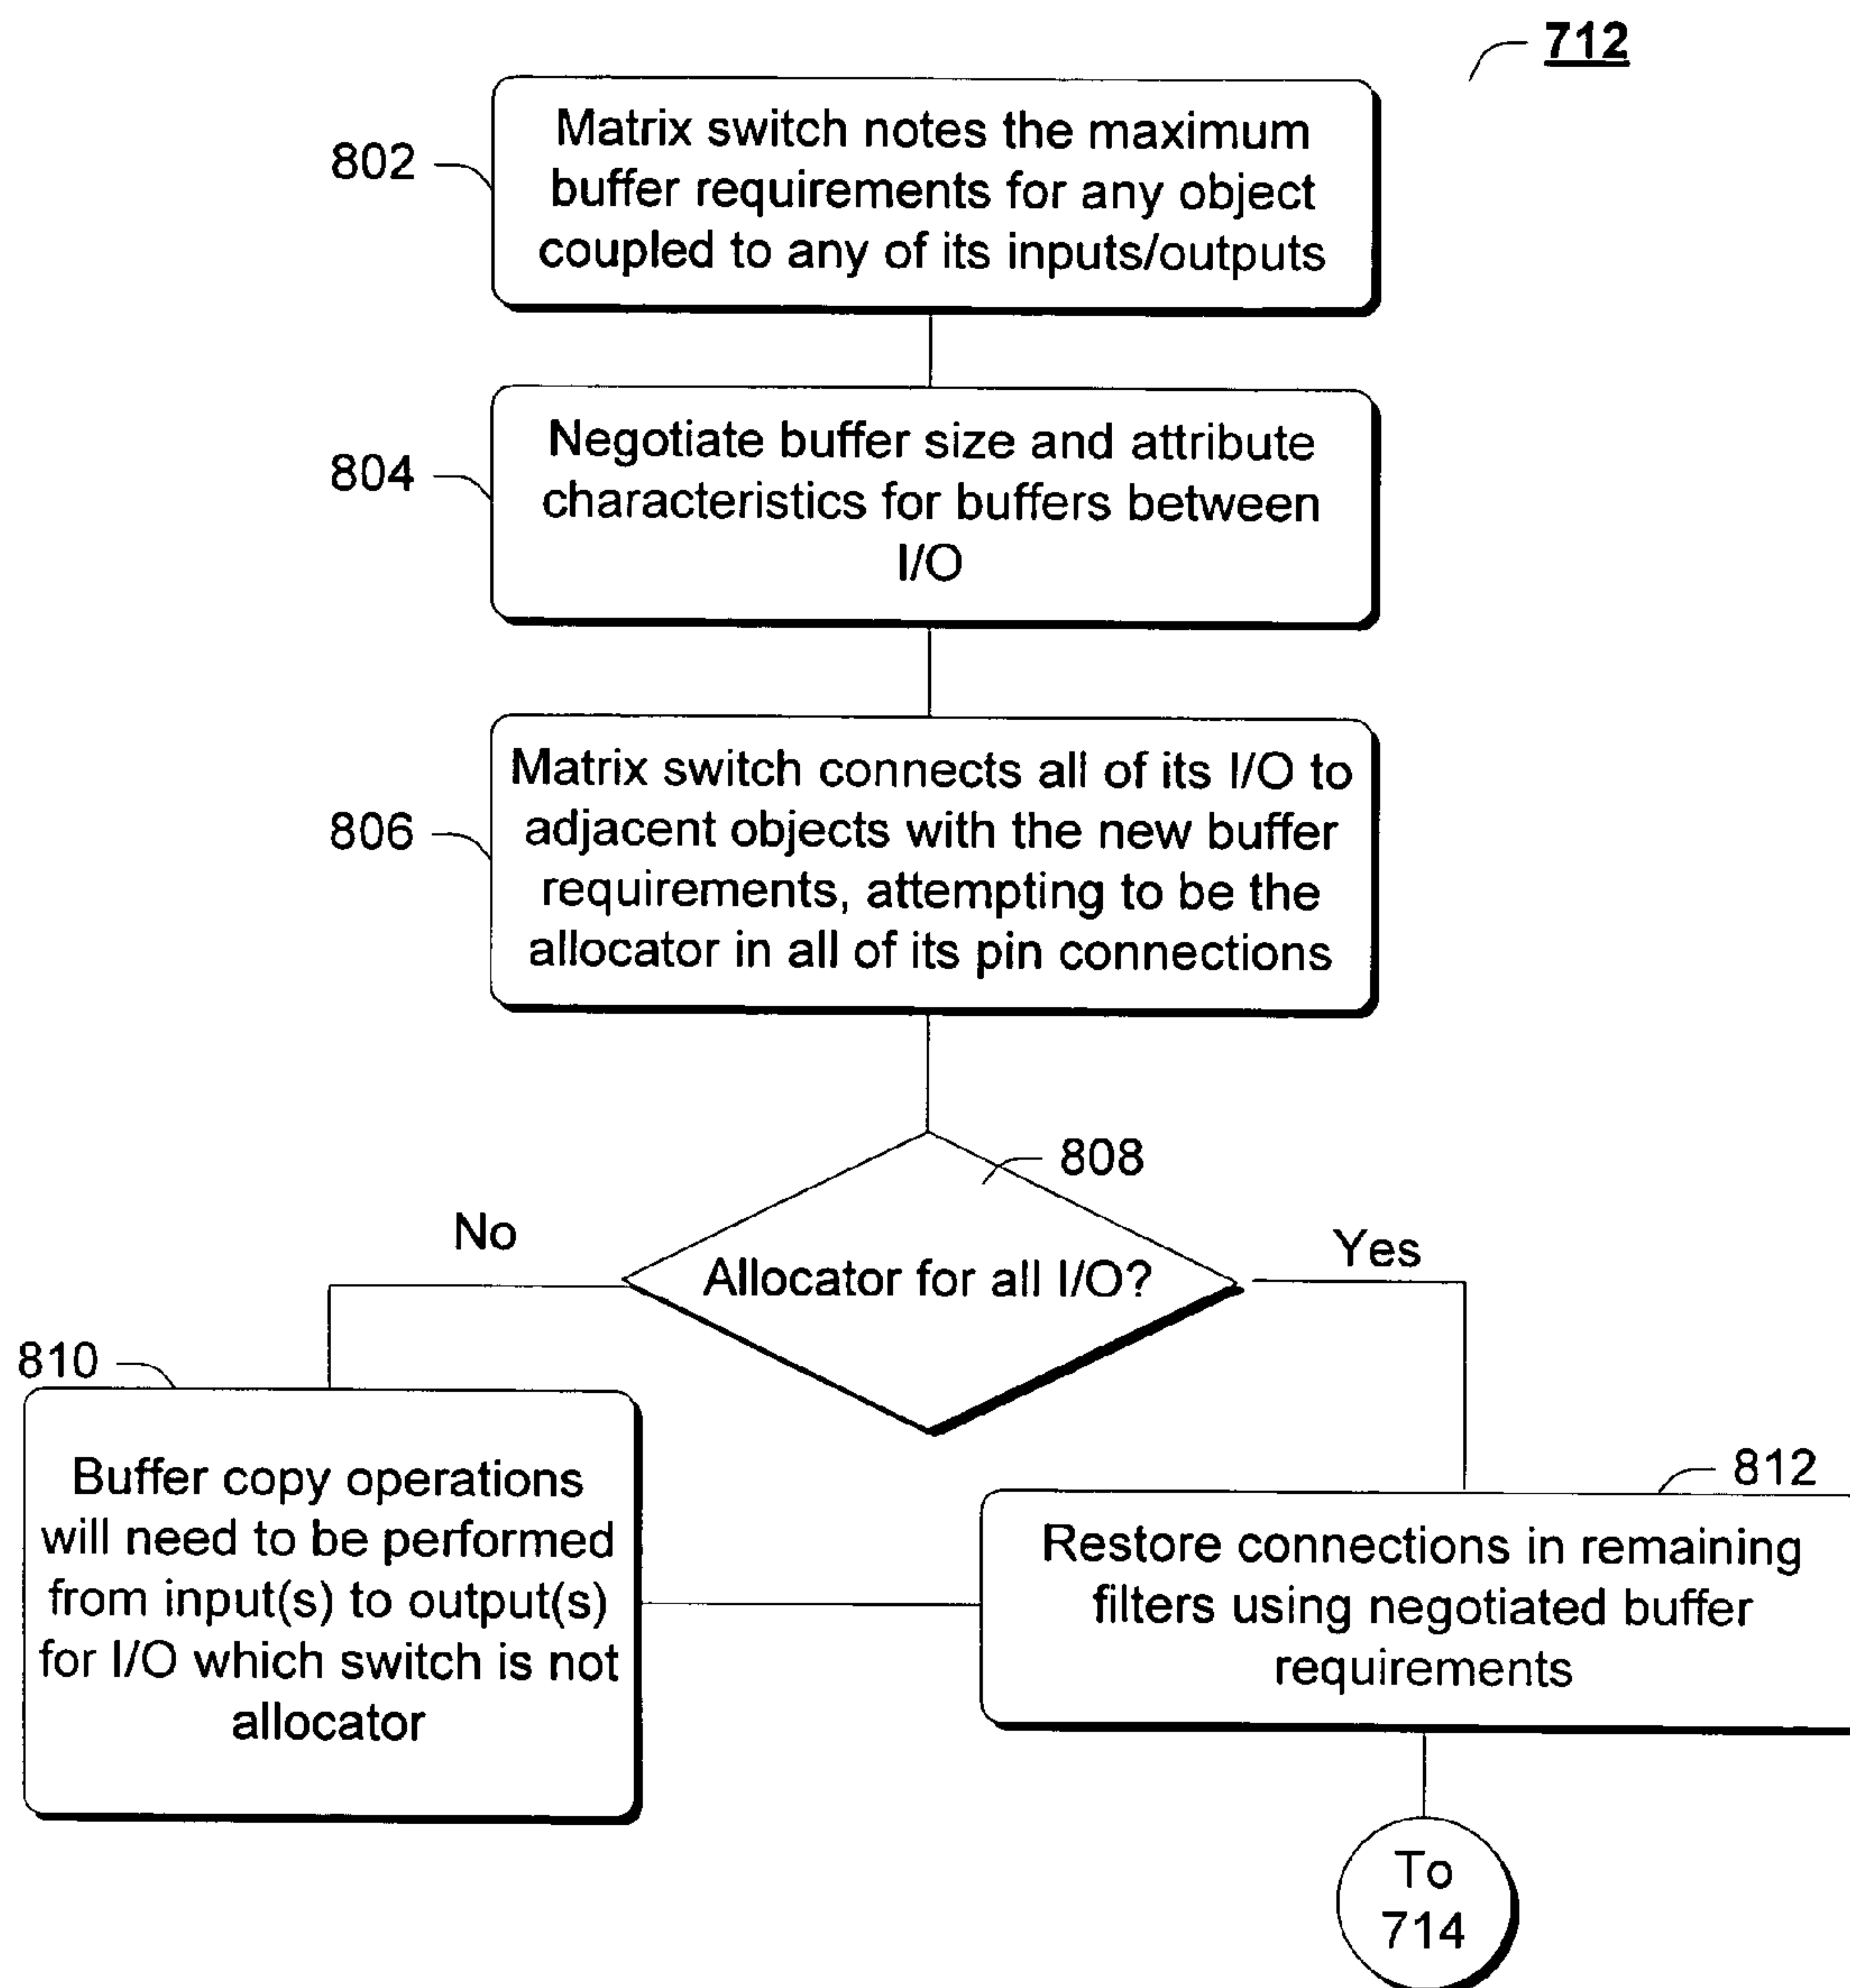 712
802
Matrix switch notes the maximum
buffer requirements for any object
coupled to any of its inputs/outputs
804
Negotiate buffer size and attribute
characteristics for buffers between
I/O
806
Matrix switch connects all of its I/O to
adjacent objects with the new buffer
requirements, attempting to be the
allocator in all of its pin connections
808
No
Yes
Allocator for all I/O?
810
Buffer copy operations
will need to be performed
from input(s) to output(s)
for I/O which switch is not
allocator
812
Restore connections in remaining
filters using negotiated buffer
requirements
To
714